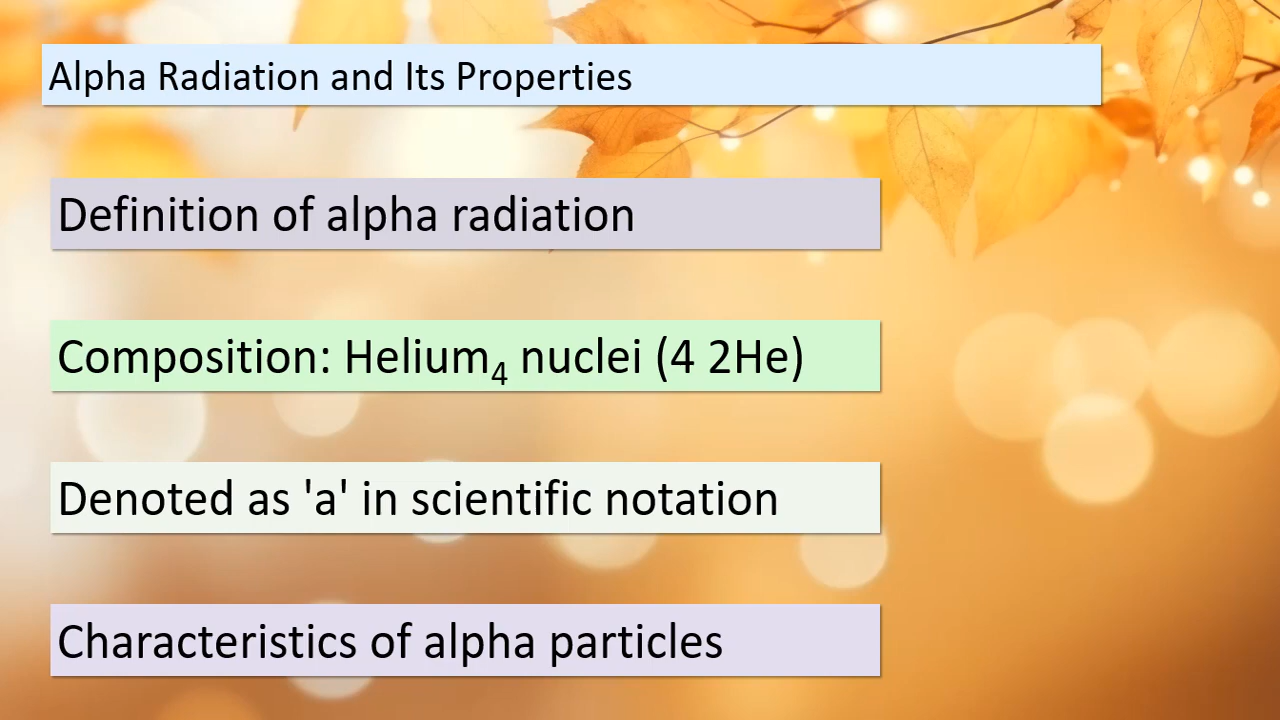 Alpha Radiation and Its Properties
Definition of alpha radiation
Composition: Helium₄ nuclei (4 2He)
Denoted as 'a' in scientific notation
Characteristics of alpha particles